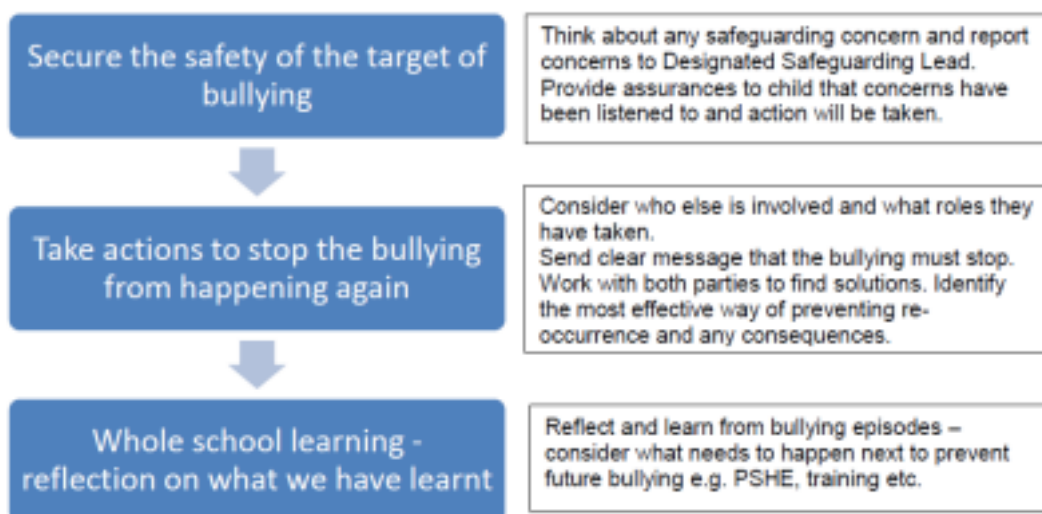 Secure the safety of the target of
bullying
Think about any safeguarding concern and report
concerns to Designated Safeguarding Lead.
Provide assurances to child that concerns have
been listened to and action will be taken.
Take actions to stop the bullying
from happening again
Consider who else is involved and what roles they
have taken.
Send clear message that the bullying must stop.
Work with both parties to find solutions. Identify
the most effective way of preventing re-
occurrence and any consequences.
Whole school learning -
reflection on what we have learnt
Reflect and learn from bullying episodes –
consider what needs to happen next to prevent
future bullying e.g. PSHE, training etc.